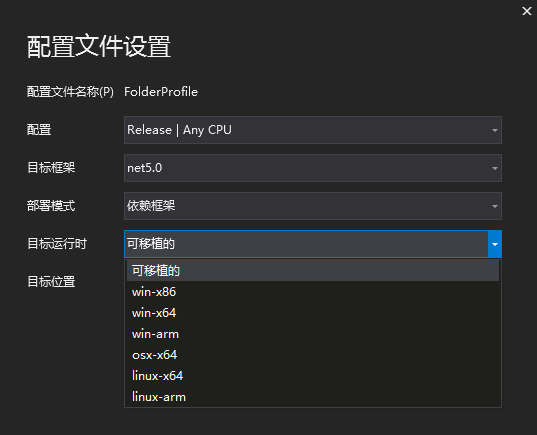 配置文件设置
配置文件名称(P) FolderProfile
配置 Release | Any CPU
目标框架 net5.0
部署模式 依赖框架
目标运行时 可移植的
可移植的
目标位置
win-x86
win-x64
win-arm
osx-x64
linux-x64
linux-arm